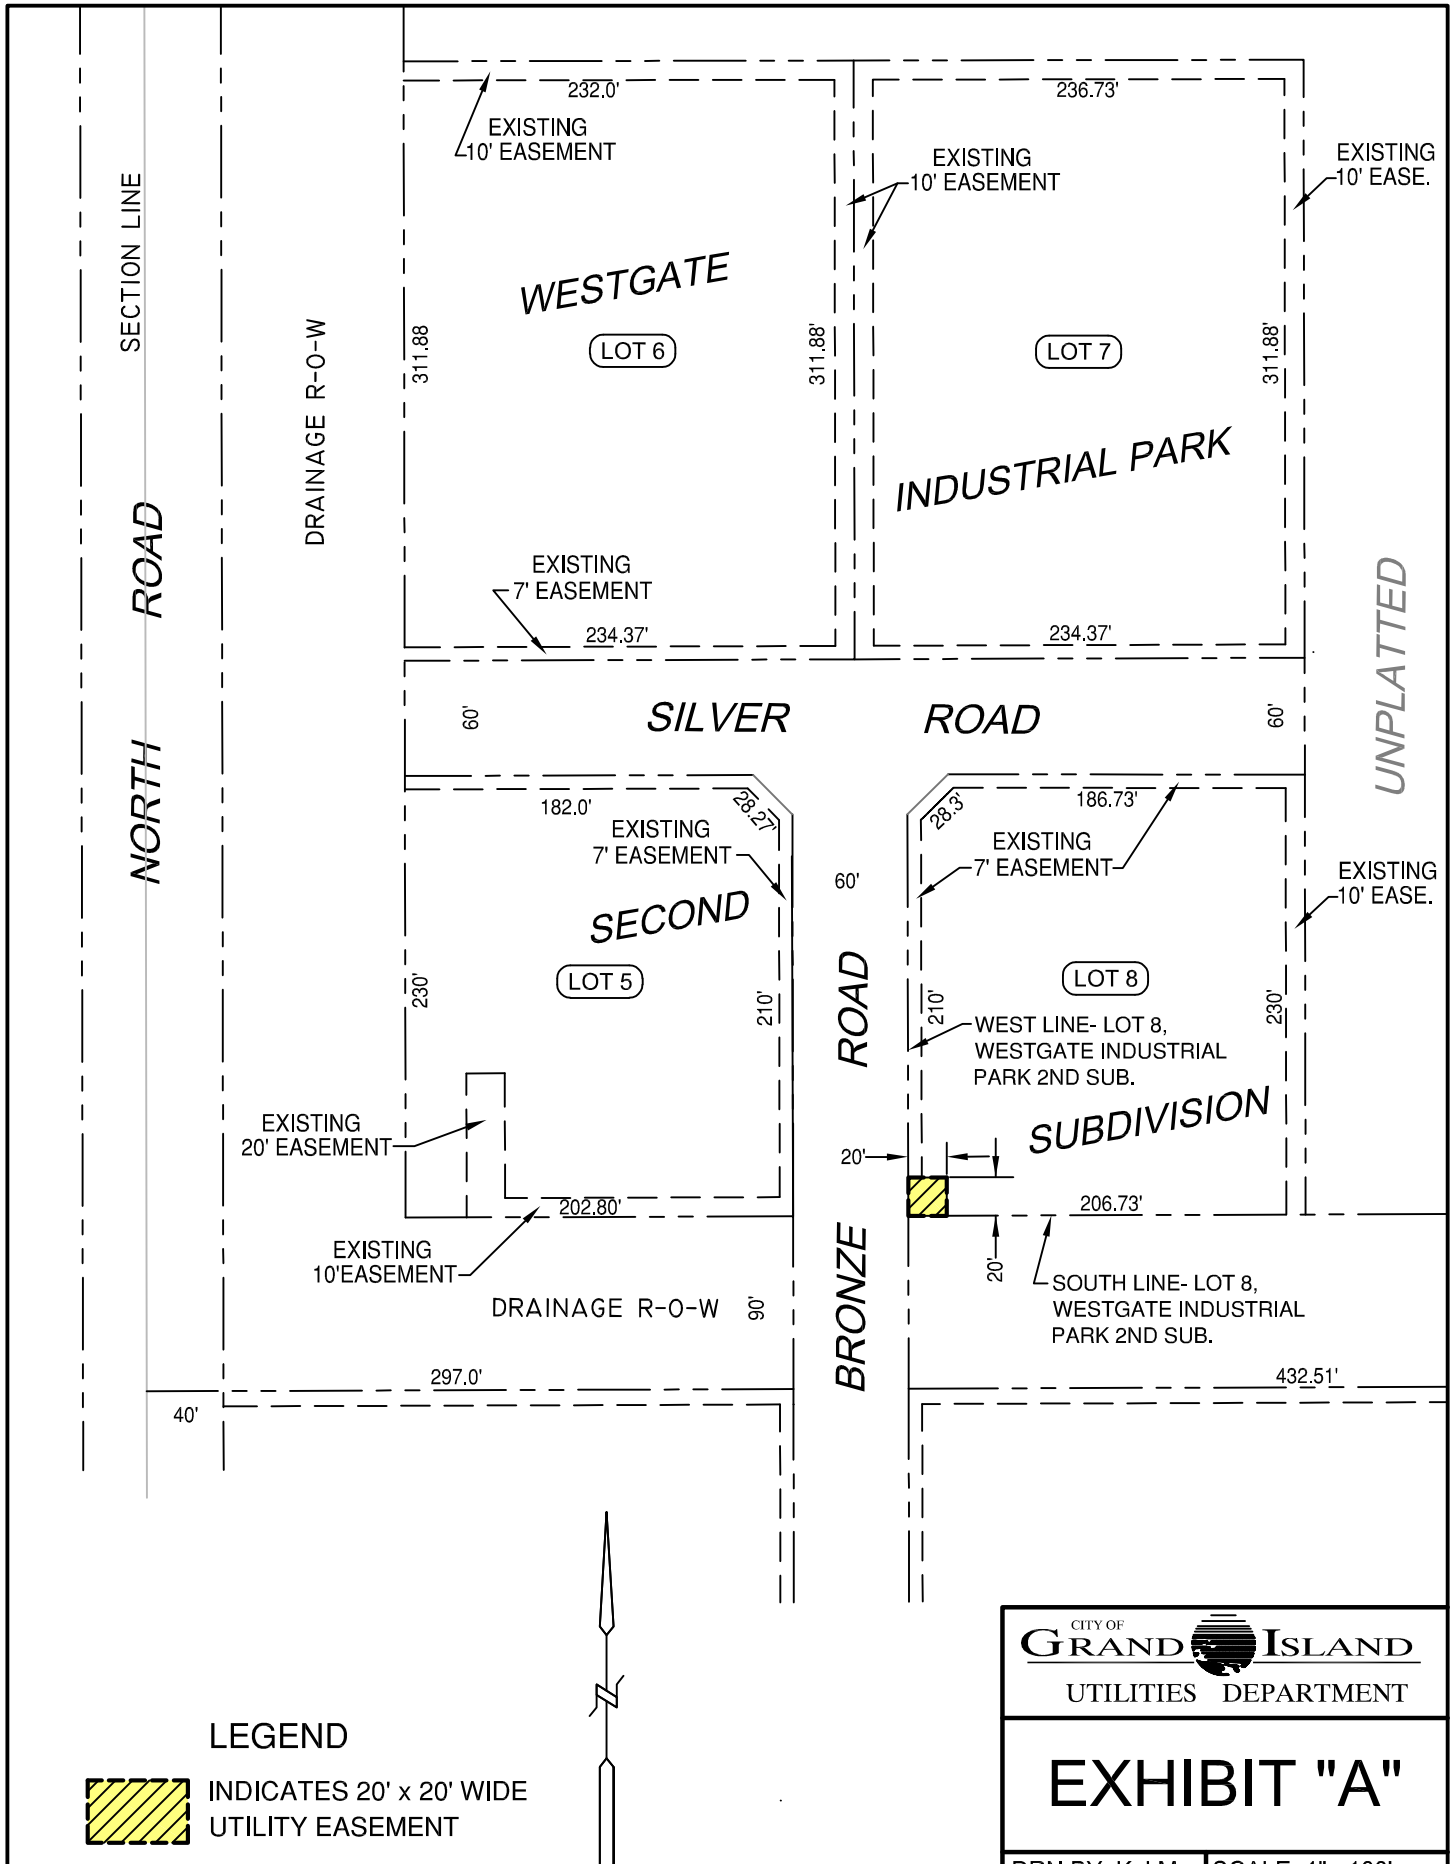 232.0'
236.73'
EXISTING
10' EASEMENT
EXISTING
10' EASEMENT
EXISTING
10' EASE.
SECTION LINE
WESTGATE
DRAINAGE R-O-W
311.88
LOT 6
311.88'
LOT 7
311.88'
INDUSTRIAL PARK
NORTH ROAD
EXISTING
7' EASEMENT
234.37'
234.37'
UNPLATTED
60'
SILVER ROAD
60'
182.0'
28.27'
28.3'
186.73'
EXISTING
7' EASEMENT
EXISTING
7' EASEMENT
60'
EXISTING
10' EASE.
SECOND
LOT 5
LOT 8
230'
210'
BRONZE ROAD
210'
230'
WEST LINE- LOT 8,
WESTGATE INDUSTRIAL
PARK 2ND SUB.
SUBDIVISION
EXISTING
20' EASEMENT
20'
202.80'
206.73'
EXISTING
10'EASEMENT
20'
DRAINAGE R-O-W
90'
SOUTH LINE- LOT 8,
WESTGATE INDUSTRIAL
PARK 2ND SUB.
297.0'
432.51'
40'
CITY OF
GRAND ISLAND
UTILITIES DEPARTMENT
LEGEND
INDICATES 20' x 20' WIDE
UTILITY EASEMENT
EXHIBIT "A"